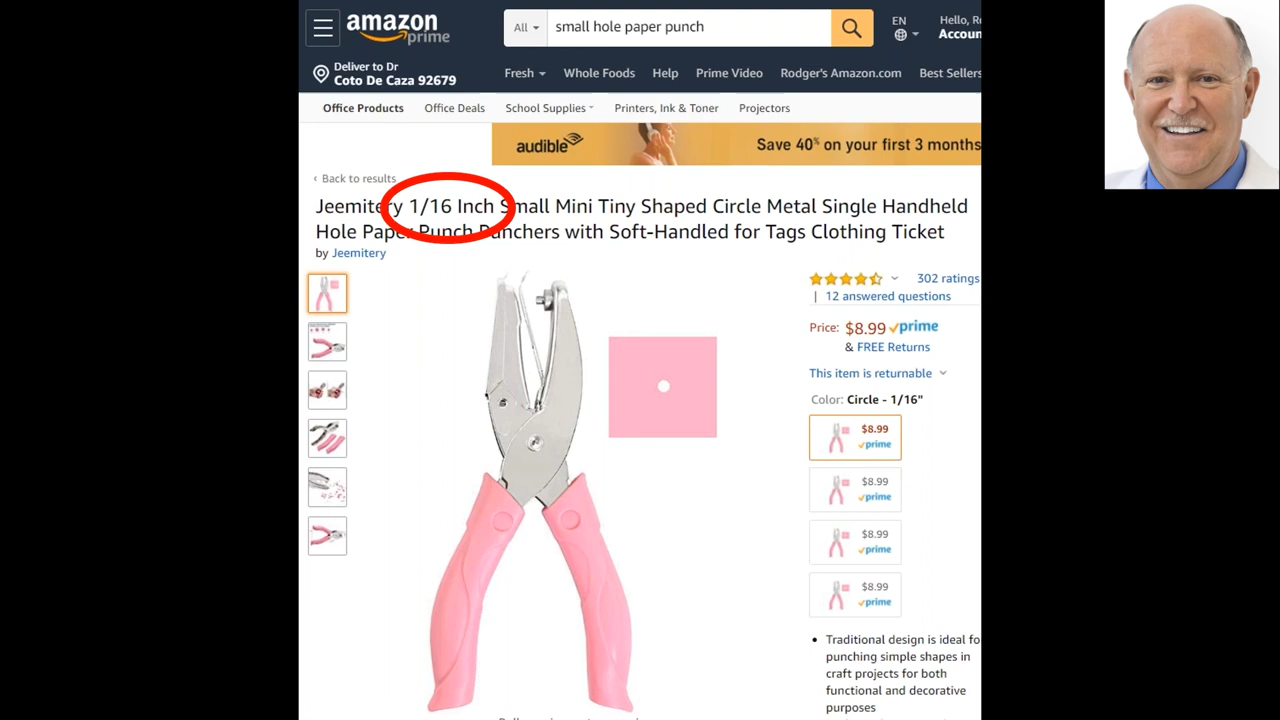 amazon
prime
All
small hole paper punch
EN
Hello, Re
Accoun
Deliver to Dr
Coto De Caza 92679
Fresh
Whole Foods
Help
Prime Video
Rodger's Amazon.com
Best Sellers
Office Products
Office Deals
School Supplies
Printers, Ink & Toner
Projectors
audible
Save 40% on your first 3 months
‹ Back to results
Jeemitery 1/16 Inch Small Mini Tiny Shaped Circle Metal Single Handheld
Hole Paper Punch Punchers with Soft-Handled for Tags Clothing Ticket
by Jeemitery
302 ratings
| 12 answered questions
Price: $8.99 prime
& FREE Returns
This item is returnable
Color: Circle - 1/16"
$8.99
prime
$8.99
prime
$8.99
prime
$8.99
prime
• Traditional design is ideal fo
punching simple shapes in
craft projects for both
functional and decorative
purposes